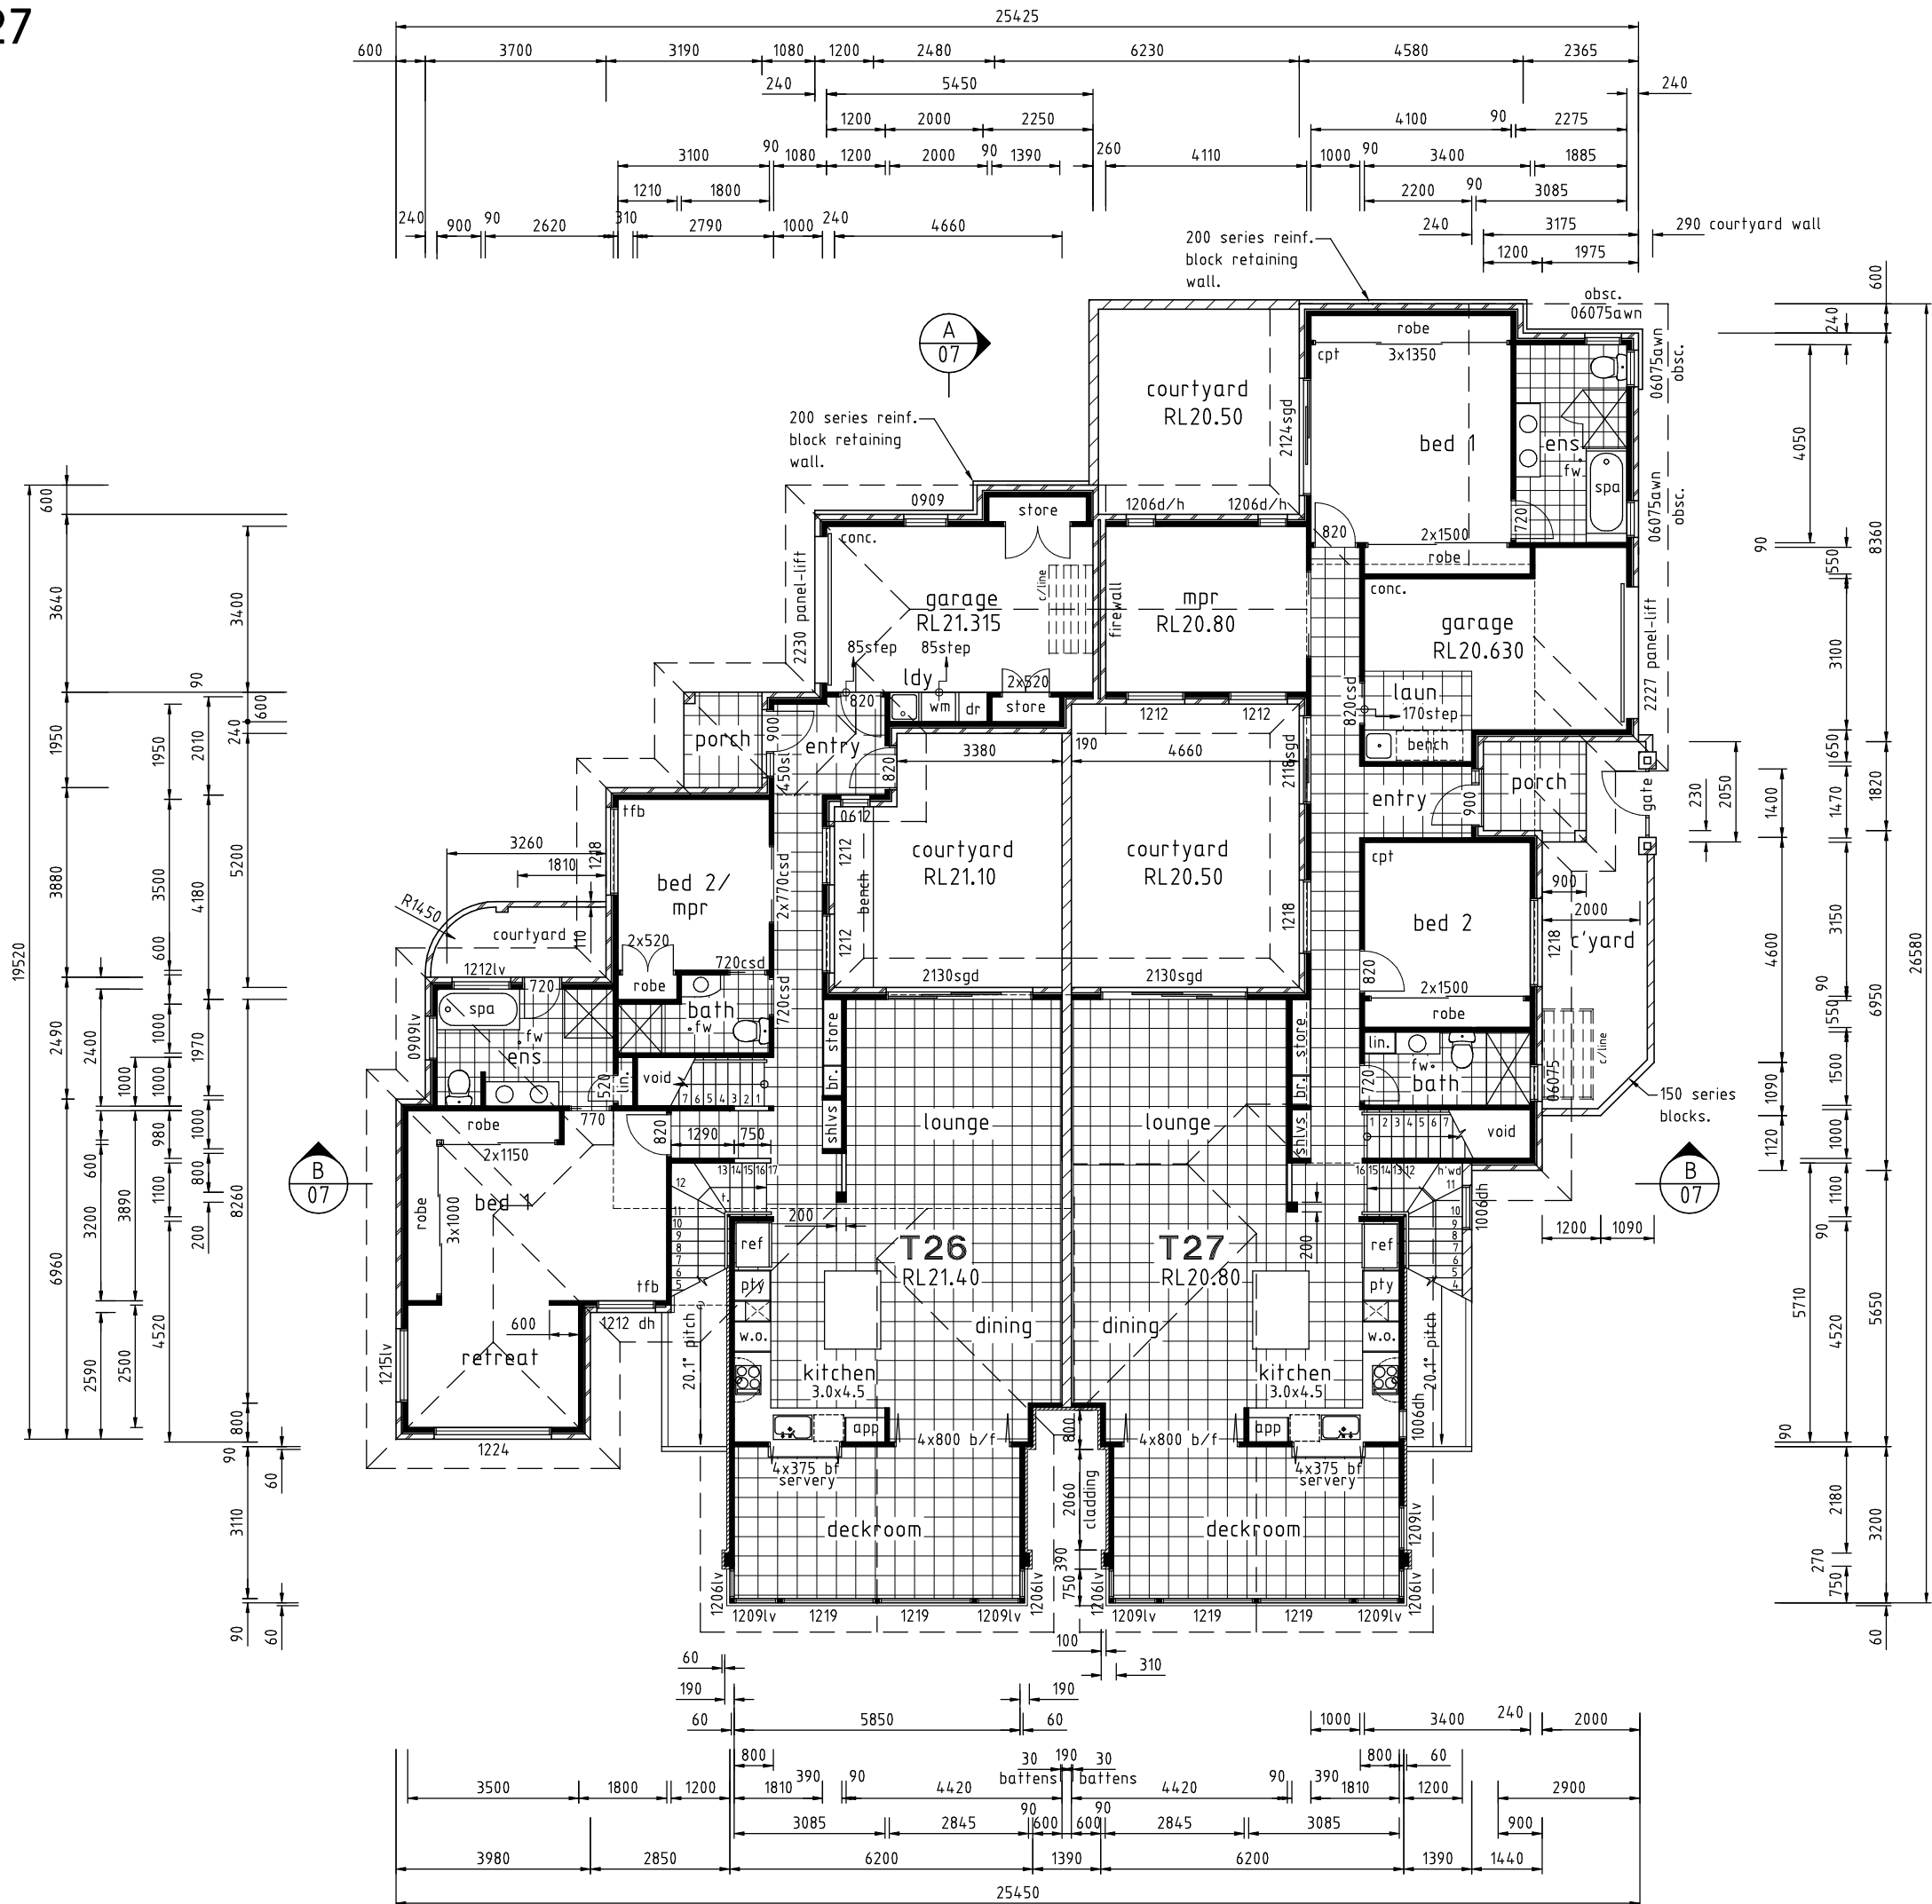 27
25425
600 3700 3190 1080 1200 2480 6230 4580 2365
240 5450 240
1200 2000 2250 4100 90 2275
3100 90 1080 1200 2000 90 1390 260 4110 1000 90 3400 1885
1210 1800 2200 90 3085
240 900 90 2620 310 2790 1000 240 4660 240 3175 290 courtyard wall
1200 1975
200 series reinf.
block retaining
wall.
A
07
200 series reinf.
block retaining
wall.
obsc.
06075awn
06075awn
obsc.
06075awn
obsc.
robe
3x1350
cpt
courtyard
RL20.50
2124sgd
bed 1
ens.
fw
spa
720
820
2x1500
robe
0909
store
1206d/h 1206d/h
conc.
2230 panel-lift
garage
RL21.315
c/line
firewall
mpr
RL20.80
conc.
garage
RL20.630
2227 panel-lift
85step 85step
ldy
2x520
820
wm dr store
laun
170step
bench
820csd
porch
900
entry
450sl
820
3380 190 4660
1212 1212
2118sgd
entry
900
porch
gate
0612
tfb
3260
1810
1218
bed 2/
mpr
2x770csd
1212
bench
1212
courtyard
RL21.10
courtyard
RL20.50
1218
cpt
900
2000
bed 2
1218
c'yard
R1450
courtyard
110
2x520
720csd
robe
2130sgd 2130sgd
820
2x1500
robe
1212lv
720
spa
0909lv
fw
ens
bath
fw
720csd
store
br.
shlvs
store
br.
shlvs
lin.
fw
bath
720
06075
c/line
150 series
blocks.
520
lin.
void
7 6 5 4 3 2 1
770
820
1290 750
lounge lounge
1 2 3 4 5 6 7
void
robe
2x1150
B
07
B
07
robe
3x1000
bed 1
13 14 15 16 17
12
t.
11
10
9
8
7
6
5
16 15 14 13 12
h'wd
11
10
9
8
7
6
5
4
1006dh
200
200
T26
RL21.40
T27
RL20.80
ref
pty
w.o.
ref
pty
w.o.
tfb
1212 dh
600
retreat
1215lv
1224
20.1° pitch
20.1° pitch
dining dining
kitchen
3.0x4.5
kitchen
3.0x4.5
1006dh
app app
4x800 b/f 4x800 b/f
4x375 bf
servery
4x375 bf
servery
800
2060
cladding
390
750
deckroom deckroom
1209lv
1206lv 1206lv 1206lv 1206lv
1209lv 1219 1219 1209lv 1209lv 1219 1219 1209lv
1200 1090
19520
600 3640 1950 3880 2490 6960
2400 600 3200 2590
1000 3890 2500
1950 3500 600 1000 1000 980 1100 4520
90 2010 4180 1970 1000 800 200
3400 600 240 5200 8260 800 90 3110 90
60 60
4050
90
230 2050
1400 4600 1090 1120 5710 90
240 550 3100 650 1470 3150 90 550 1500 1000 1100 90 4520 2180 270 750
600 8360 1820 6950 5650 3200 60
26580
100
60 310
190 190
60 5850 60 1000 3400 240 2000
800 30 190 30 800 60
battens battens
3500 1800 1200 1810 390 90 4420 4420 90 390 1810 1200 2900
3085 2845 90 600 600 90 2845 3085 900
3980 2850 6200 1390 6200 1390 1440
25450